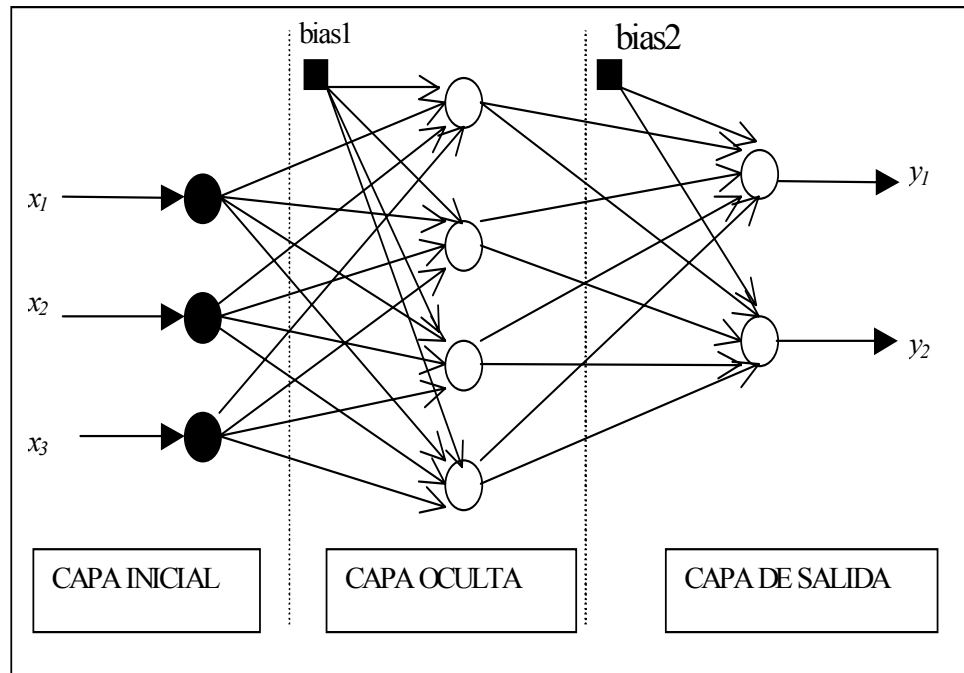 bias1
bias2
x1
x2
x3
y1
y2
CAPA INICIAL
CAPA OCULTA
CAPA DE SALIDA